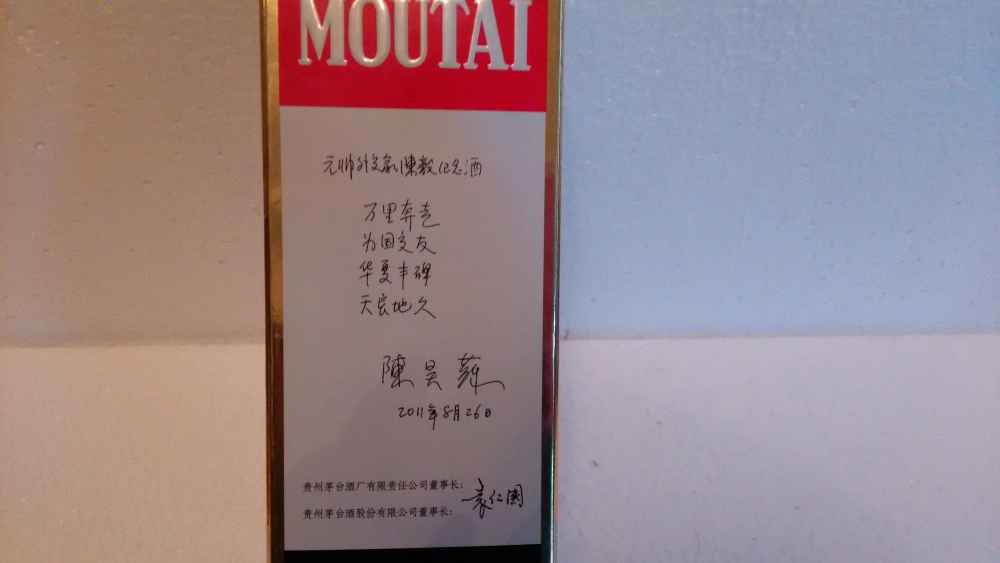 MOUTAI
元帅外交家陳毅纪念酒
万里奔走
为国交友
华夏丰碑
天宏地久
陳昊蘇
2011年8月26日
贵州茅台酒厂有限责任公司董事长：
袁仁国
贵州茅台酒股份有限公司董事长：